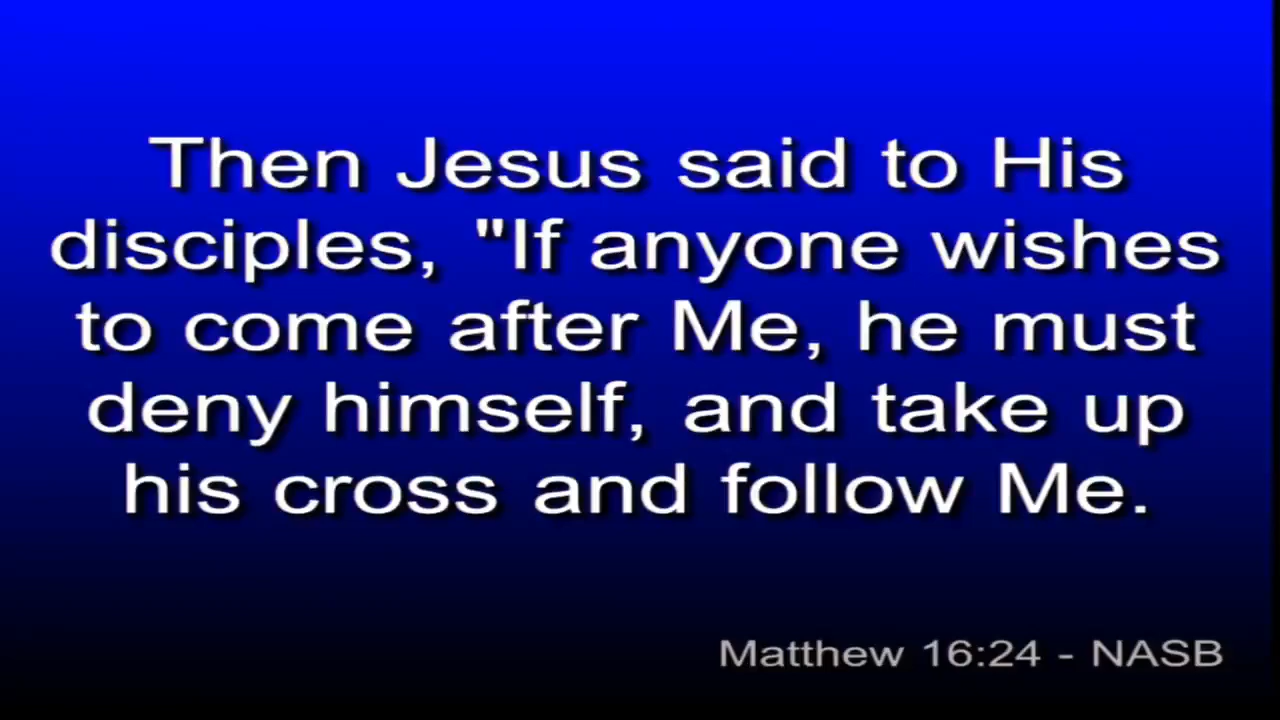 Then Jesus said to His
disciples, "If anyone wishes
to come after Me, he must
deny himself, and take up
his cross and follow Me.
Matthew 16:24 - NASB